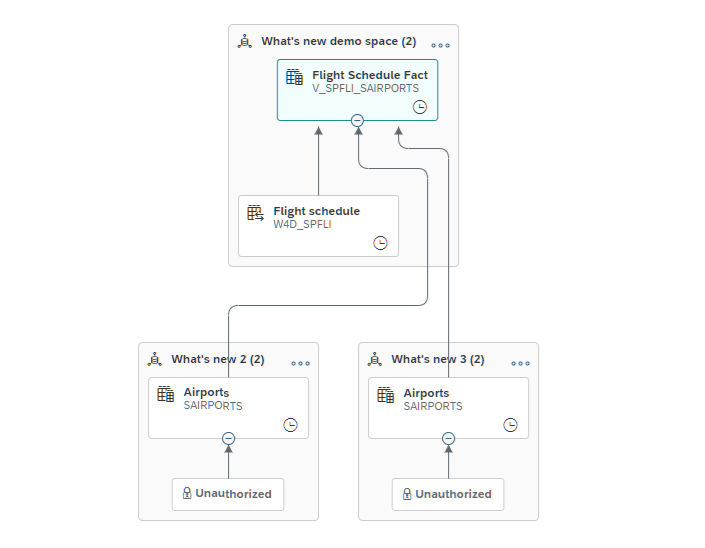 What's new demo space (2)
Flight Schedule Fact
V_SPFLI_SAIRPORTS
Flight schedule
W4D_SPFLI
What's new 2 (2)
Airports
SAIRPORTS
Unauthorized
What's new 3 (2)
Airports
SAIRPORTS
Unauthorized